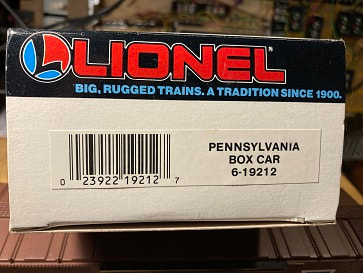 LIONEL
BIG, RUGGED TRAINS. A TRADITION SINCE 1900.
PENNSYLVANIA
BOX CAR
6-19212
0 23922 19212 7